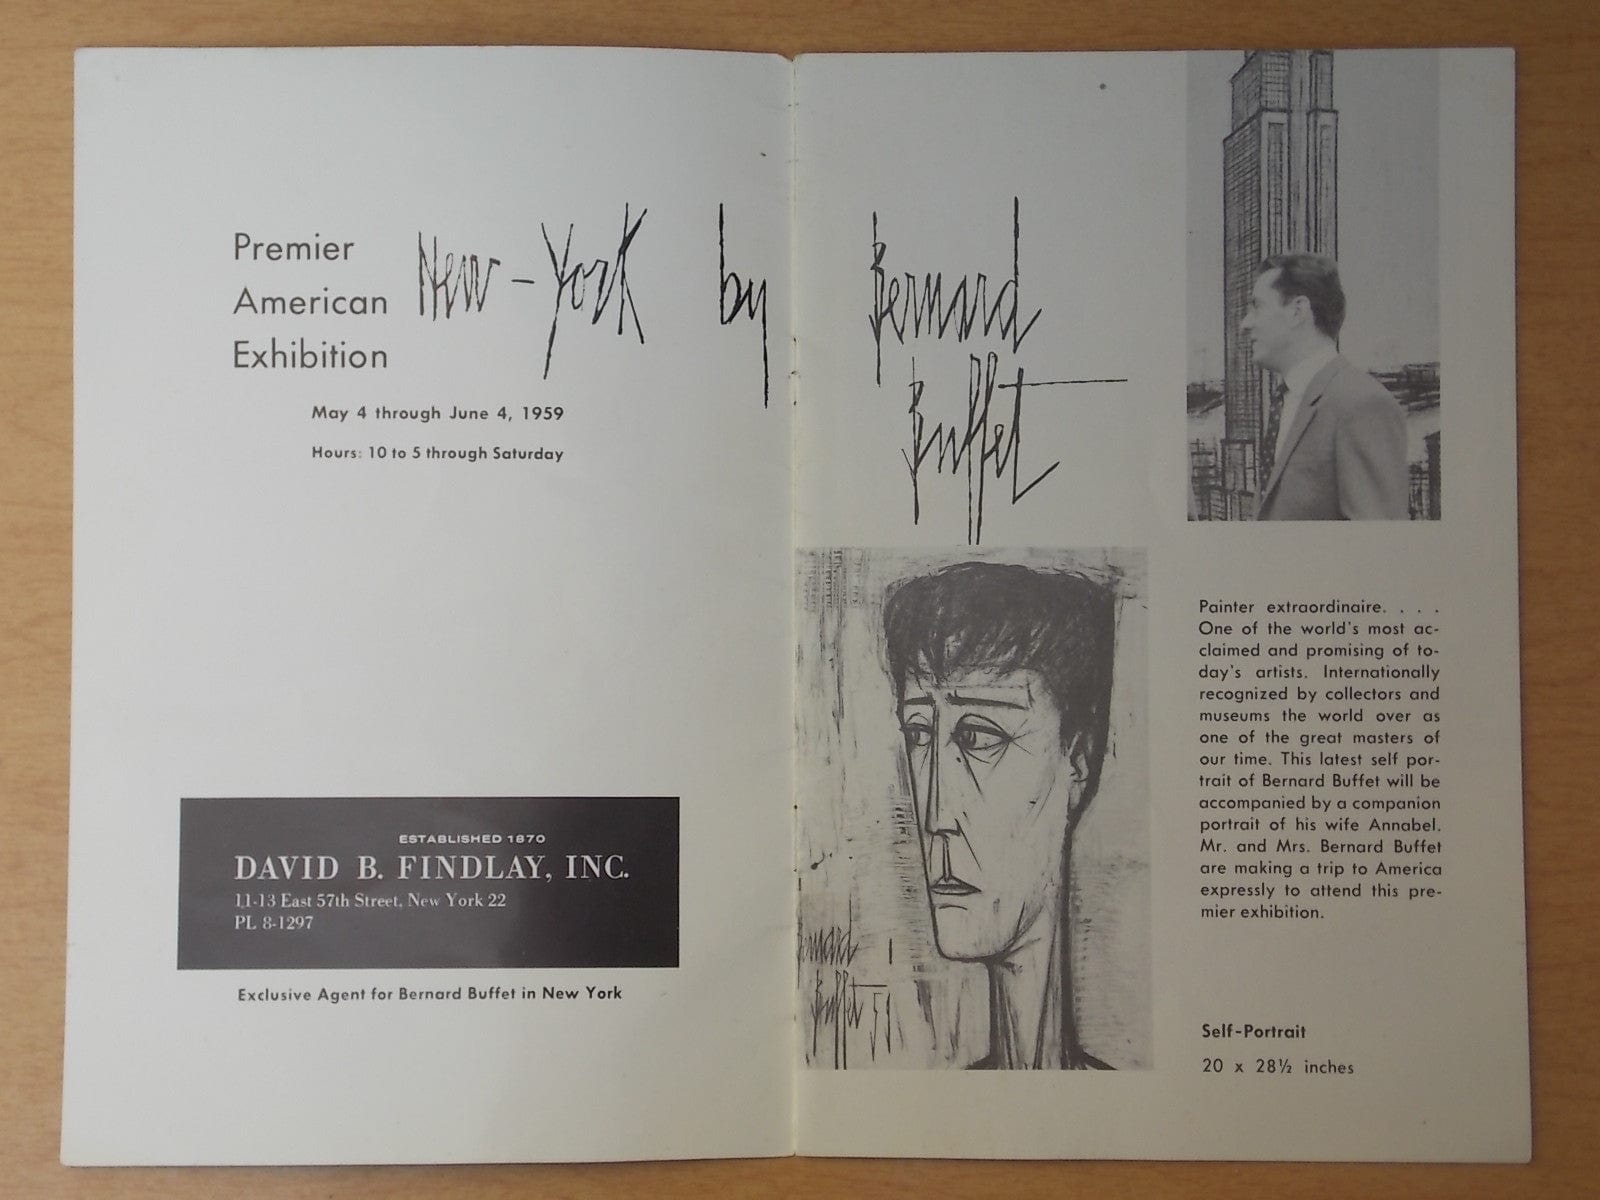 Premier
American
Exhibition
New-York by Bernard
Buffet
May 4 through June 4, 1959
Hours: 10 to 5 through Saturday
ESTABLISHED 1870
DAVID B. FINDLAY, INC.
11-13 East 57th Street, New York 22
PL 8-1297
Exclusive Agent for Bernard Buffet in New York
Bernard
Buffet 59
Painter extraordinaire. . . .
One of the world's most ac-
claimed and promising of to-
day's artists. Internationally
recognized by collectors and
museums the world over as
one of the great masters of
our time. This latest self por-
trait of Bernard Buffet will be
accompanied by a companion
portrait of his wife Annabel.
Mr. and Mrs. Bernard Buffet
are making a trip to America
expressly to attend this pre-
mier exhibition.
Self-Portrait
20 x 28½ inches